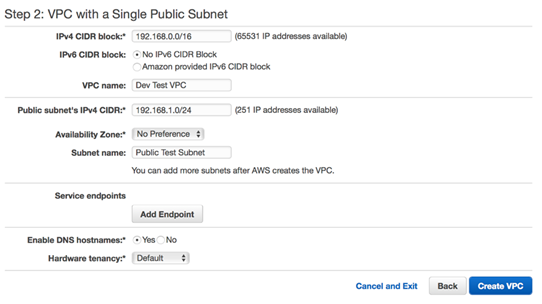 Step 2: VPC with a Single Public Subnet
IPv4 CIDR block:* 192.168.0.0/16 (65531 IP addresses available)
IPv6 CIDR block: No IPv6 CIDR Block
Amazon provided IPv6 CIDR block
VPC name: Dev Test VPC
Public subnet's IPv4 CIDR:* 192.168.1.0/24 (251 IP addresses available)
Availability Zone:* No Preference
Subnet name: Public Test Subnet
You can add more subnets after AWS creates the VPC.
Service endpoints
Add Endpoint
Enable DNS hostnames:* Yes No
Hardware tenancy:* Default
Cancel and Exit Back Create VPC